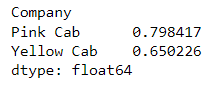 Company
Pink Cab       0.798417
Yellow Cab     0.650226
dtype: float64